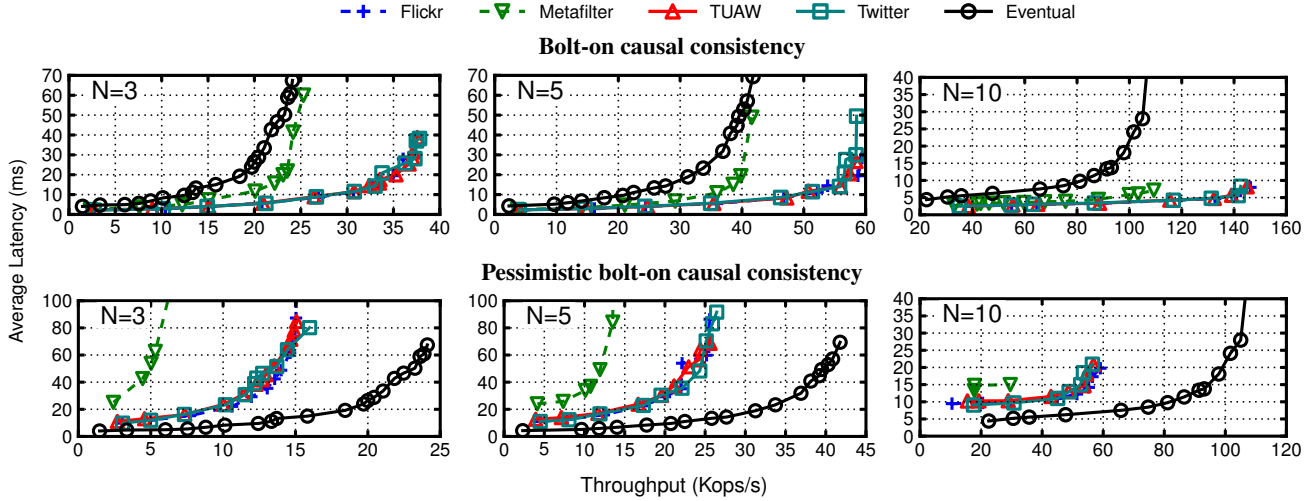 Flickr Metafilter TUAW Twitter Eventual
Bolt-on causal consistency
70 70 40
60 60 35
50 50 30
40 40 25
30 30 20
20 20 15
10 10 10
5
0 0 0
N=3 N=5 N=10
0 5 10 15 20 25 30 35 40
0 10 20 30 40 50 60
20 40 60 80 100 120 140 160
Average Latency (ms)
Pessimistic bolt-on causal consistency
100 100 40
80 80 35
60 60 30
40 40 25
20 20 20
15
10
5
0 0 0
N=3 N=5 N=10
0 5 10 15 20 25
0 5 10 15 20 25 30 35 40 45
0 20 40 60 80 100 120
Throughput (Kops/s)